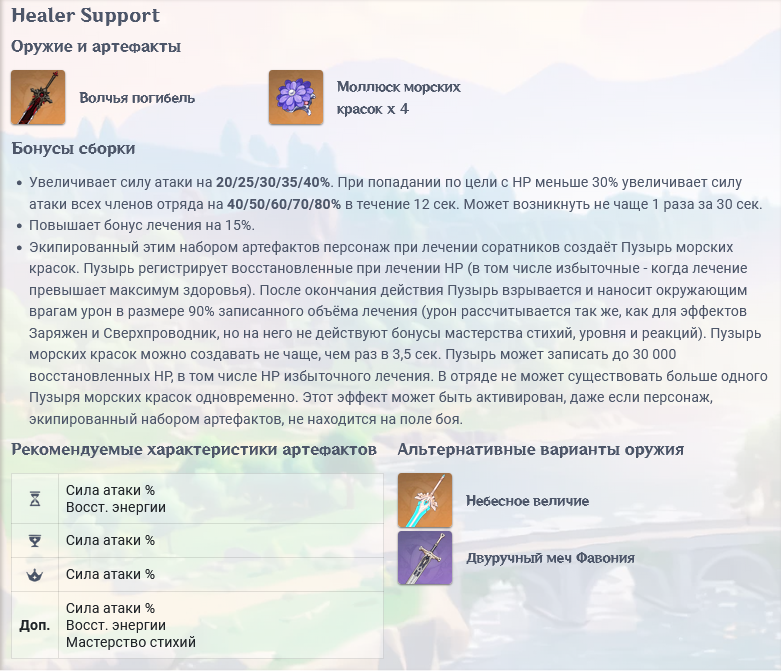 Healer Support
Оружие и артефакты
Волчья погибель
Моллюск морских
красок x 4
Бонусы сборки
• Увеличивает силу атаки на 20/25/30/35/40%. При попадании по цели с HP меньше 30% увеличивает силу
атаки всех членов отряда на 40/50/60/70/80% в течение 12 сек. Может возникнуть не чаще 1 раза за 30 сек.
• Повышает бонус лечения на 15%.
• Экипированный этим набором артефактов персонаж при лечении соратников создаёт Пузырь морских
красок. Пузырь регистрирует восстановленные при лечении HP (в том числе избыточные - когда лечение
превышает максимум здоровья). После окончания действия Пузырь взрывается и наносит окружающим
врагам урон в размере 90% записанного объёма лечения (урон рассчитывается так же, как для эффектов
Заряжен и Сверхпроводник, но на него не действуют бонусы мастерства стихий, уровня и реакций). Пузырь
морских красок можно создавать не чаще, чем раз в 3,5 сек. Пузырь может записать до 30 000
восстановленных HP, в том числе HP избыточного лечения. В отряде не может существовать больше одного
Пузыря морских красок одновременно. Этот эффект может быть активирован, даже если персонаж,
экипированный набором артефактов, не находится на поле боя.
Рекомендуемые характеристики артефактов
Сила атаки %
Восст. энергии
Сила атаки %
Сила атаки %
Доп.
Сила атаки %
Восст. энергии
Мастерство стихий
Альтернативные варианты оружия
Небесное величие
Двуручный меч Фавония